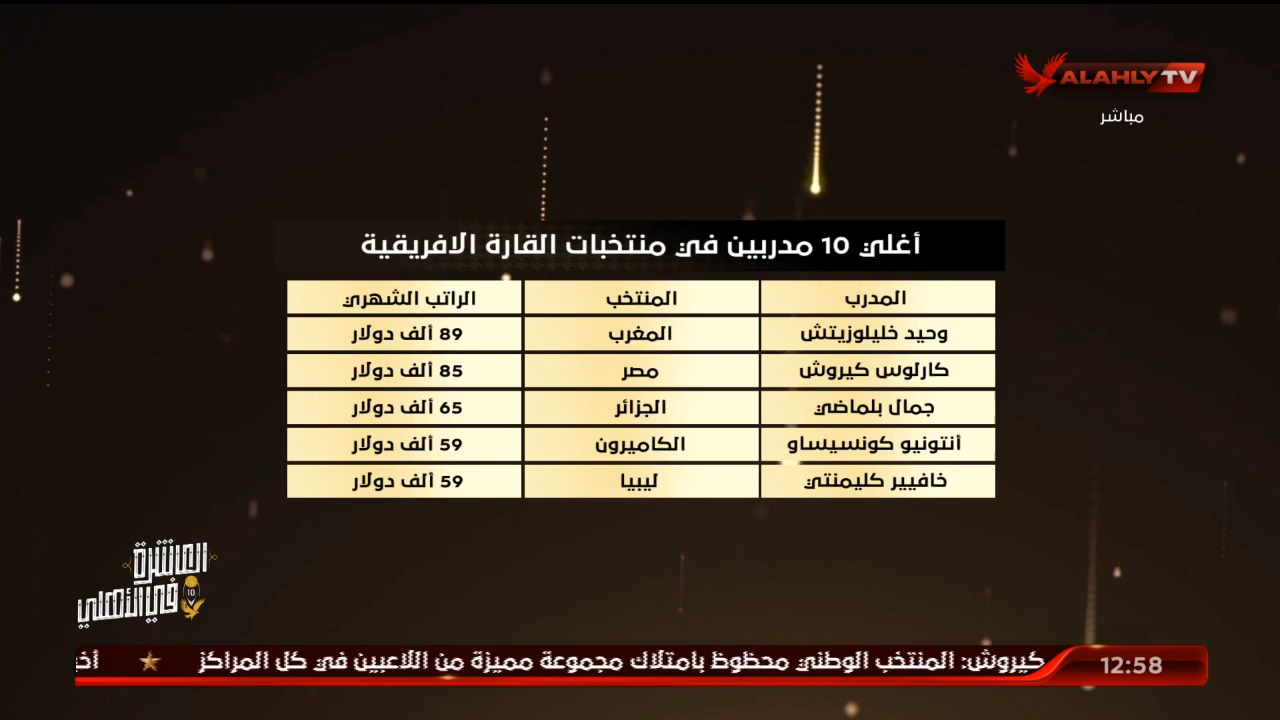 ALAHLY TV
مباشر
أغلي 10 مدربين في منتخبات القارة الافريقية
المدرب المنتخب الراتب الشهري
وحيد خليلوزيتش المغرب 89 ألف دولار
كارلوس كيروش مصر 85 ألف دولار
جمال بلماضي الجزائر 65 ألف دولار
أنتونيو كونسيساو الكاميرون 59 ألف دولار
خافيير كليمنتي ليبيا 59 ألف دولار
العاشرة
في الأهلي
10
12:58 كيروش: المنتخب الوطني محظوظ بامتلاك مجموعة مميزة من اللاعبين في كل المراكز